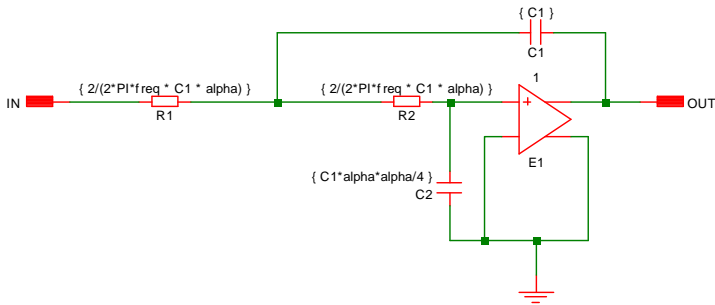 { C1 }
C1
{ 2/(2*PI*freq * C1 * alpha) }
{ 2/(2*PI*freq * C1 * alpha) }
1
IN
+
OUT
R1
R2
E1
{ C1*alpha*alpha/4 }
C2